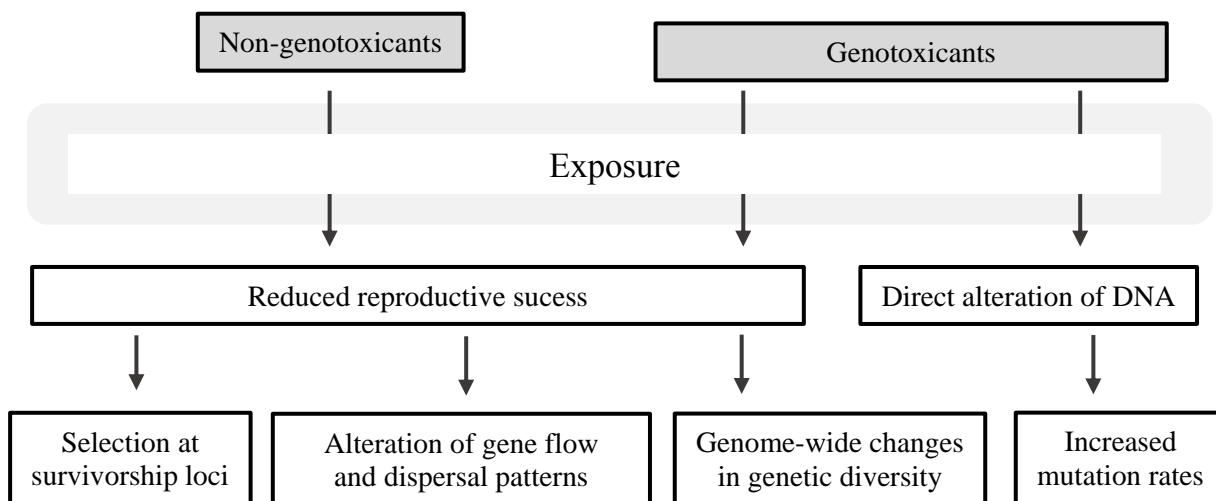 Non-genotoxicants
Genotoxicants
Exposure
Reduced reproductive sucess
Direct alteration of DNA
Selection at
survivorship loci
Alteration of gene flow
and dispersal patterns
Genome-wide changes
in genetic diversity
Increased
mutation rates